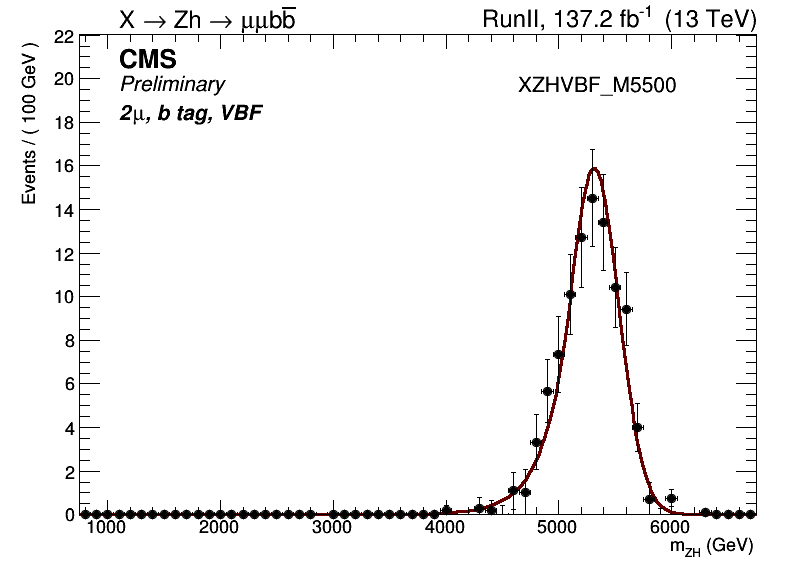 X → Zh → μμbb̅
RunII, 137.2 fb⁻¹ (13 TeV)
CMS
Preliminary
2μ, b tag, VBF
XZHVBF_M5500
Events / ( 100 GeV )
22
20
18
16
14
12
10
8
6
4
2
0
1000 2000 3000 4000 5000 6000
m_ZH (GeV)